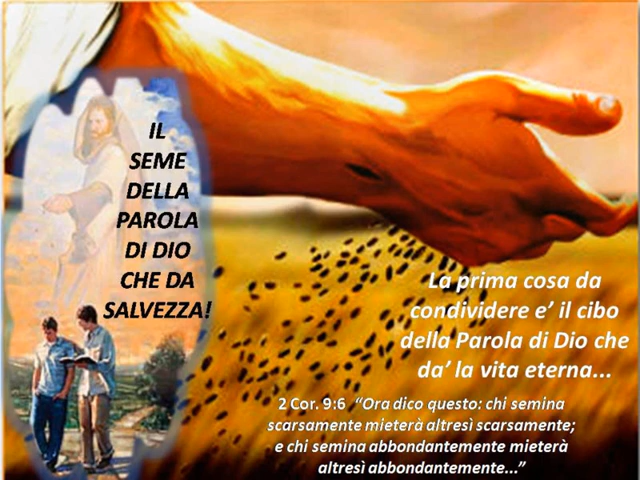 IL
SEME
DELLA
PAROLA
DI DIO
CHE DA
SALVEZZA!
La prima cosa da
condividere e’ il cibo
della Parola di Dio che
da’ la vita eterna...
2 Cor. 9:6 “Ora dico questo: chi semina
scarsamente mieterà altresì scarsamente;
e chi semina abbondantemente mieterà
altresì abbondantemente...”